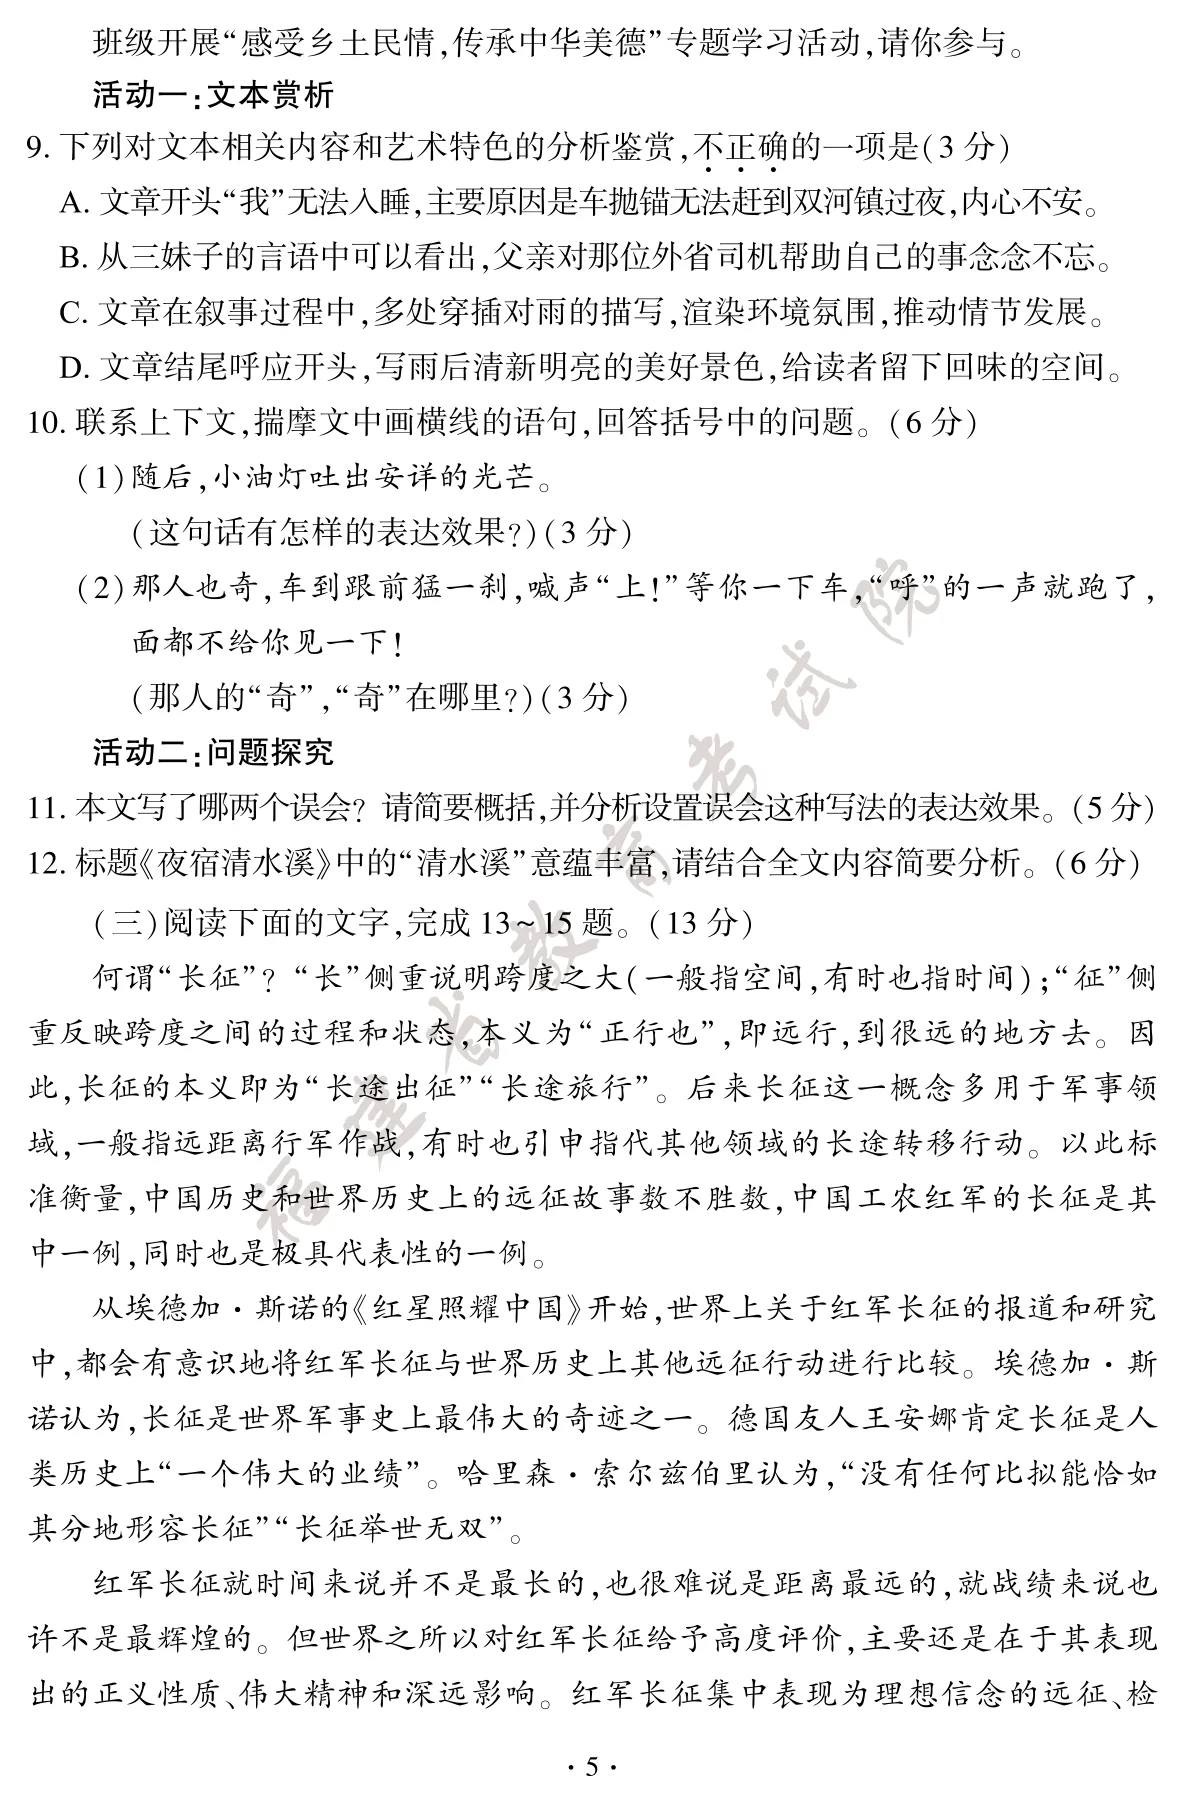 班级开展“感受乡土民情,传承中华美德”专题学习活动,请你参与。
活动一:文本赏析
9. 下列对文本相关内容和艺术特色的分析鉴赏,不正确的一项是(3 分)
A. 文章开头“我”无法入睡,主要原因是车抛锚无法赶到双河镇过夜,内心不安。
B. 从三妹子的言语中可以看出,父亲对那位外省司机帮助自己的事念念不忘。
C. 文章在叙事过程中,多处穿插对雨的描写,渲染环境氛围,推动情节发展。
D. 文章结尾呼应开头,写雨后清新明亮的美好景色,给读者留下回味的空间。
10. 联系上下文,揣摩文中画横线的语句,回答括号中的问题。(6 分)
(1)随后,小油灯吐出安详的光芒。
(这句话有怎样的表达效果?)(3 分)
(2)那人也奇,车到跟前猛一刹,喊声“上!”等你一下车,“呼”的一声就跑了,
面都不给你见一下!
(那人的“奇”,“奇”在哪里?)(3 分)
活动二:问题探究
11. 本文写了哪两个误会? 请简要概括,并分析设置误会这种写法的表达效果。(5 分)
12. 标题《夜宿清水溪》中的“清水溪”意蕴丰富,请结合全文内容简要分析。(6 分)
(三)阅读下面的文字,完成 13~15 题。(13 分)
何谓“长征”? “长”侧重说明跨度之大(一般指空间,有时也指时间);“征”侧
重反映跨度之间的过程和状态,本义为“正行也”,即远行,到很远的地方去。因
此,长征的本义即为“长途出征”“长途旅行”。后来长征这一概念多用于军事领
域,一般指远距离行军作战,有时也引申指代其他领域的长途转移行动。以此标
准衡量,中国历史和世界历史上的远征故事数不胜数,中国工农红军的长征是其
中一例,同时也是极具代表性的一例。
从埃德加·斯诺的《红星照耀中国》开始,世界上关于红军长征的报道和研究
中,都会有意识地将红军长征与世界历史上其他远征行动进行比较。埃德加·斯
诺认为,长征是世界军事史上最伟大的奇迹之一。德国友人王安娜肯定长征是人
类历史上“一个伟大的业绩”。哈里森·索尔兹伯里认为,“没有任何比拟能恰如
其分地形容长征”“长征举世无双”。
红军长征就时间来说并不是最长的,也很难说是距离最远的,就战绩来说也
许不是最辉煌的。但世界之所以对红军长征给予高度评价,主要还是在于其表现
出的正义性质、伟大精神和深远影响。红军长征集中表现为理想信念的远征、检
·5·
福建省教育考试院